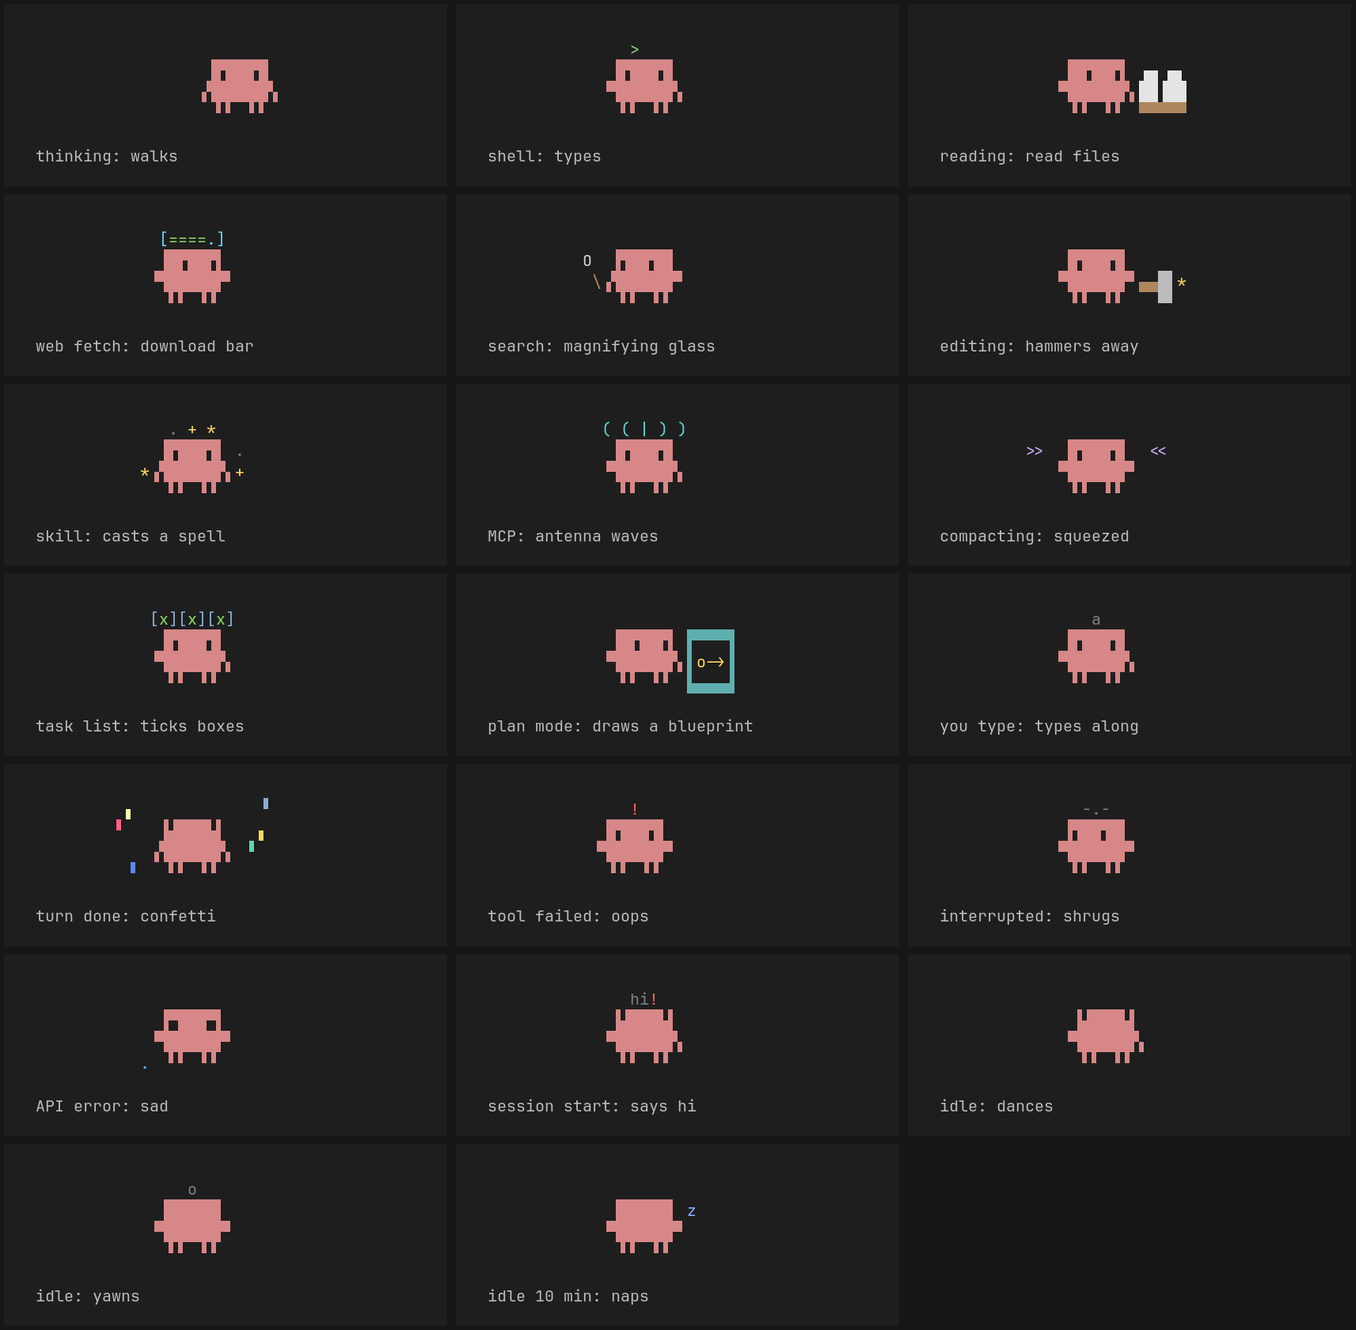 >
thinking: walks
shell: types
reading: read files
[====.]
O
\
*
web fetch: download bar
search: magnifying glass
editing: hammers away
. + *
.
* +
( ( | ) )
>> <<
skill: casts a spell
MCP: antenna waves
compacting: squeezed
[x][x][x]
o->
a
task list: ticks boxes
plan mode: draws a blueprint
you type: types along
!
-.-
turn done: confetti
tool failed: oops
interrupted: shrugs
.
hi!
API error: sad
session start: says hi
idle: dances
o
z
idle: yawns
idle 10 min: naps